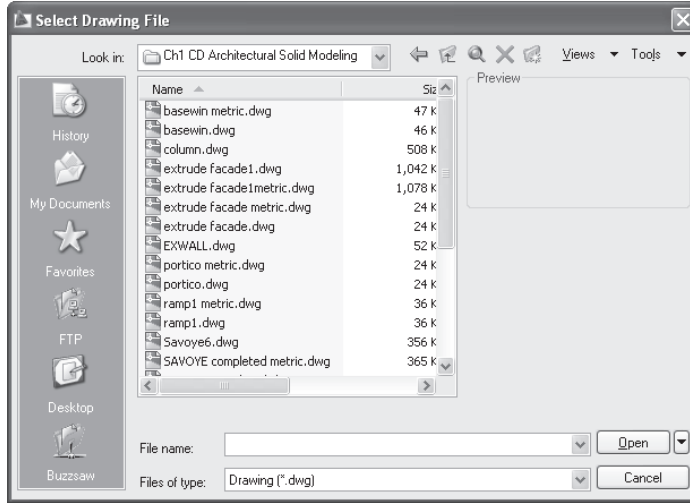 Select Drawing File
Look in: Ch1 CD Architectural Solid Modeling Views Tools
History
My Documents
Favorites
FTP
Desktop
Buzzsaw
Name Siz
basewin metric.dwg 47 K
basewin.dwg 46 K
column.dwg 508 K
extrude facade1.dwg 1,042 K
extrude facade1metric.dwg 1,078 K
extrude facade metric.dwg 24 K
extrude facade.dwg 24 K
EXWALL.dwg 52 K
portico metric.dwg 24 K
portico.dwg 24 K
ramp1 metric.dwg 36 K
ramp1.dwg 36 K
Savoye6.dwg 356 K
SAVOYE completed metric.dwg 365 K
Preview
File name: Open
Files of type: Drawing (*.dwg) Cancel